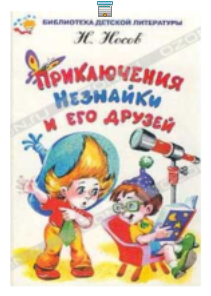 БИБЛИОТЕКА ДЕТСКОЙ ЛИТЕРАТУРЫ
Н. Носов
ПРИКЛЮЧЕНИЯ
НЕЗНАЙКИ
И ЕГО ДРУЗЕЙ